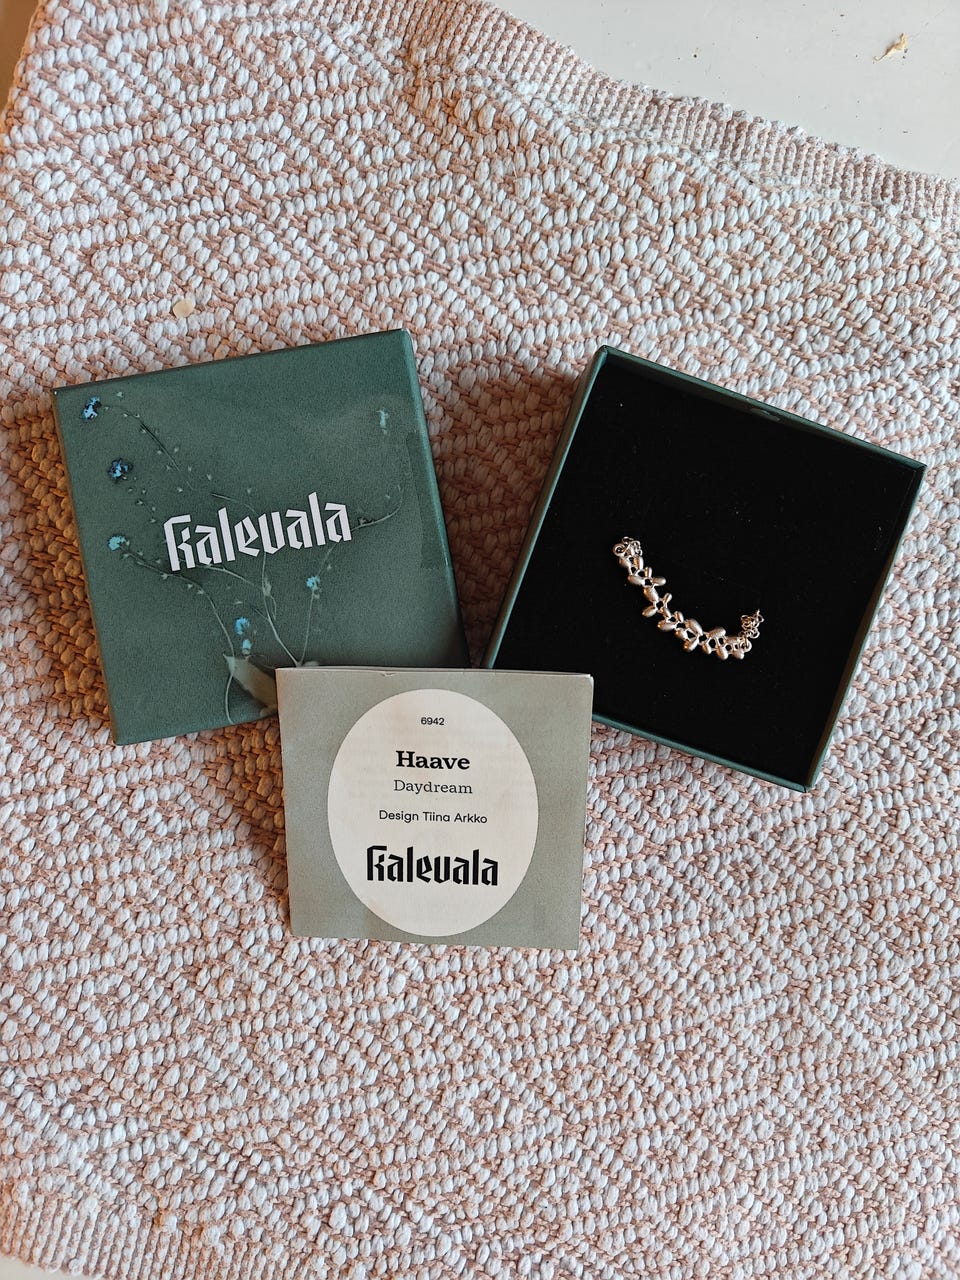 Kalevala
6942
Haave
Daydream
Design Tiina Arkko
Kalevala